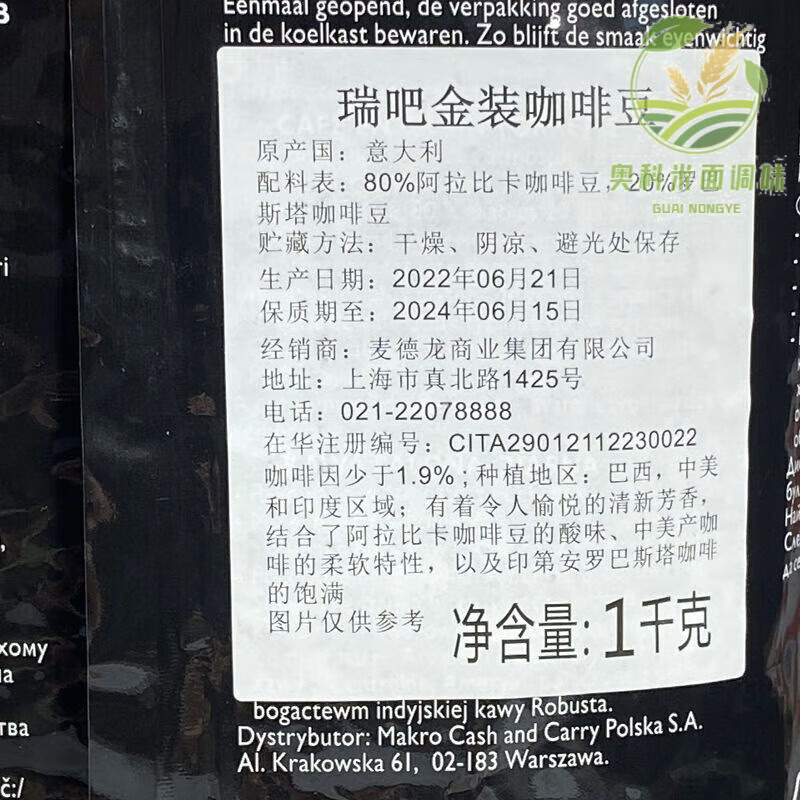 Eenmaal geopend, de verpakking goed afgesloten
in de koelkast bewaren. Zo blijft de smaak evenwichtig
瑞吧金装咖啡豆
原产国：意大利
配料表：80%阿拉比卡咖啡豆，20%罗
斯塔咖啡豆
贮藏方法：干燥、阴凉、避光处保存
生产日期：2022年06月21日
保质期至：2024年06月15日
经销商：麦德龙商业集团有限公司
地址：上海市真北路1425号
电话：021-22078888
在华注册编号：CITA29012112230022
咖啡因少于1.9%；种植地区：巴西，中美
和印度区域；有着令人愉悦的清新芳香，
结合了阿拉比卡咖啡豆的酸味、中美产咖
啡的柔软特性，以及印第安罗巴斯塔咖啡
的饱满
图片仅供参考
净含量：1千克
bogactewm indyjskiej kawy Robusta.
Dystrybutor: Makro Cash and Carry Polska S.A.
Al. Krakowska 61, 02-183 Warszawa.
奥科米面调味
GUAI NONGYE